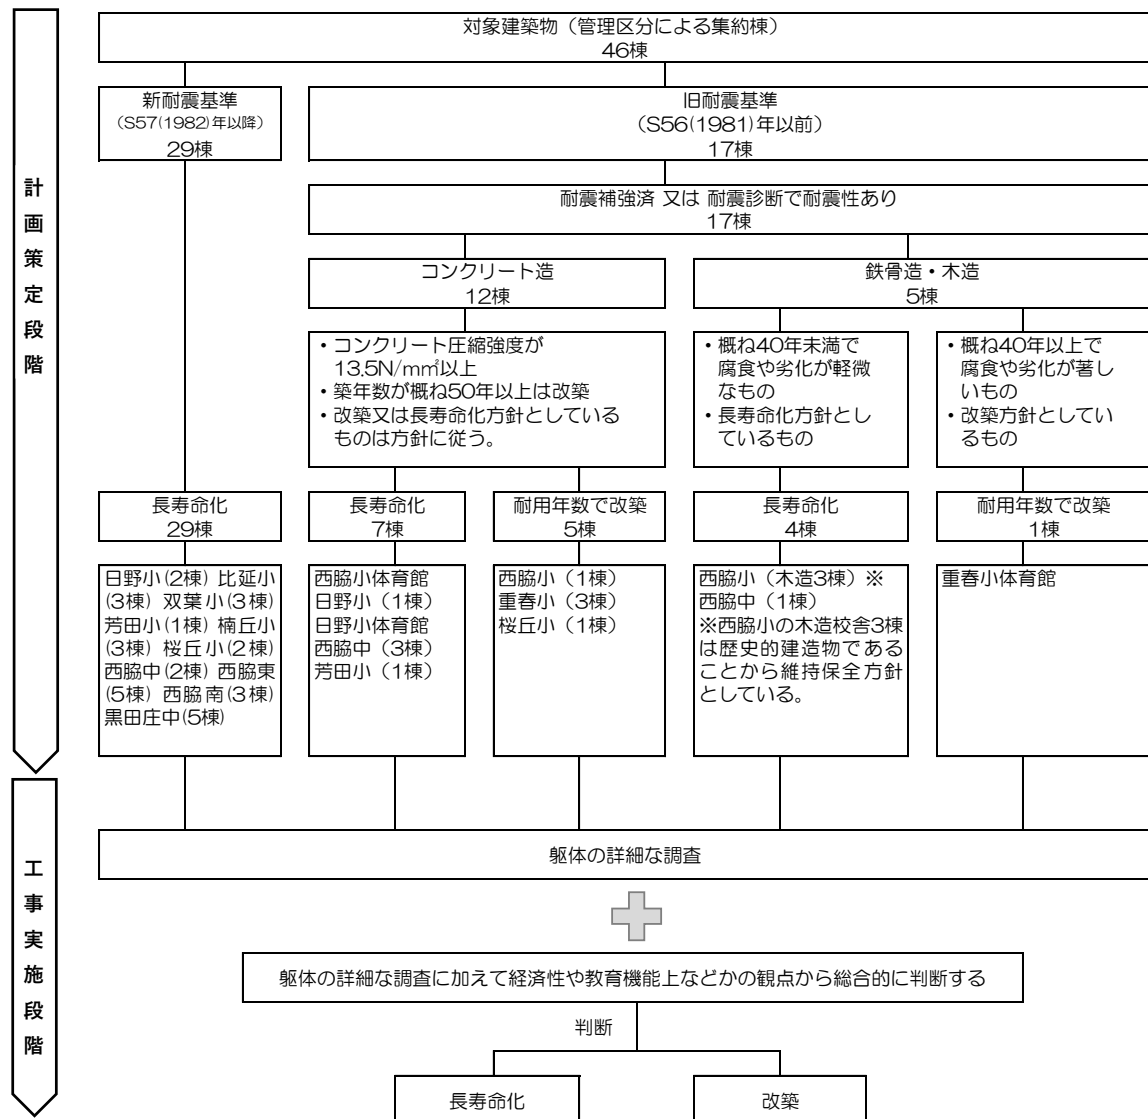 対象建築物（管理区分による集約棟）
46棟
新耐震基準
（S57(1982)年以降）
29棟
旧耐震基準
（S56(1981)年以前）
17棟
耐震補強済 又は 耐震診断で耐震性あり
17棟
コンクリート造
12棟
鉄骨造・木造
5棟
・コンクリート圧縮強度が
13.5N/mm²以上
・築年数が概ね50年以上は改築
・改築又は長寿命化方針としている
ものは方針に従う。
・概ね40年未満で
腐食や劣化が軽微
なもの
・長寿命化方針とし
ているもの
・概ね40年以上で
腐食や劣化が著し
いもの
・改築方針としてい
るもの
計画策定段階
長寿命化
29棟
長寿命化
7棟
耐用年数で改築
5棟
長寿命化
4棟
耐用年数で改築
1棟
日野小(2棟) 比延小
(3棟) 双葉小(3棟)
芳田小(1棟) 楠丘小
(3棟) 桜丘小(2棟)
西脇中(2棟) 西脇東
(5棟) 西脇南(3棟)
黒田庄中(5棟)
西脇小体育館
日野小（1棟）
日野小体育館
西脇中（3棟）
芳田小（1棟）
西脇小（1棟）
重春小（3棟）
桜丘小（1棟）
西脇小（木造3棟）※
西脇中（1棟）
※西脇小の木造校舎3棟
は歴史的建造物である
ことから維持保全方針
としている。
重春小体育館
工事実施段階
躯体の詳細な調査
躯体の詳細な調査に加えて経済性や教育機能上などかの観点から総合的に判断する
判断
長寿命化
改築